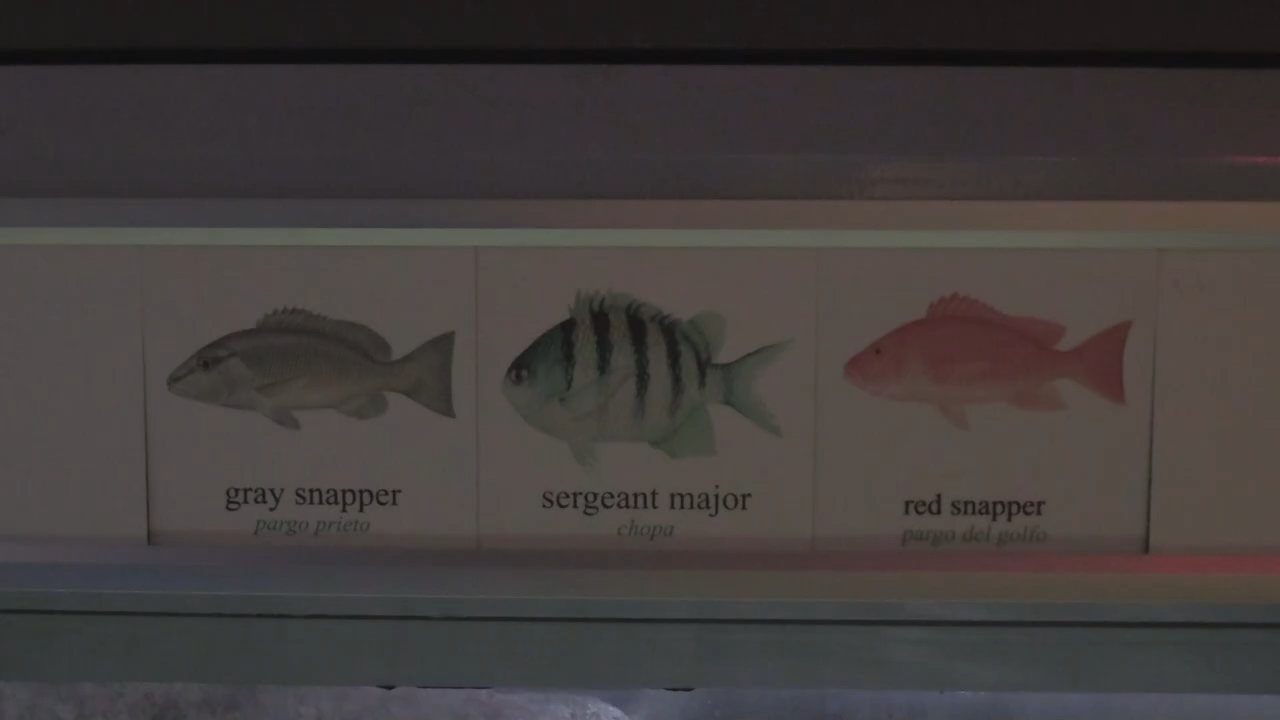 gray snapper
pargo prieto
sergeant major
chopa
red snapper
pargo del golfo